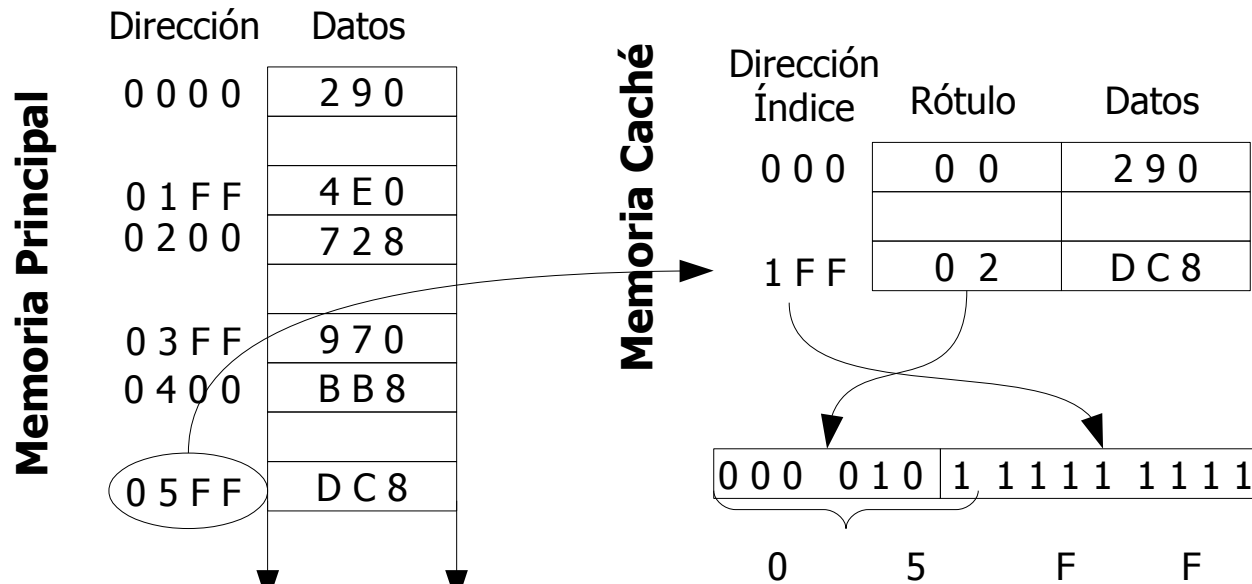 Memoria Principal
Dirección Datos
0 0 0 0 2 9 0
0 1 F F 4 E 0
0 2 0 0 7 2 8
0 3 F F 9 7 0
0 4 0 0 B B 8
0 5 F F D C 8
Memoria Caché
Dirección
Índice Rótulo Datos
0 0 0 0 0 2 9 0
1 F F 0 2 D C 8
0 0 0 0 1 0 1 1 1 1 1 1 1 1 1
0 5 F F